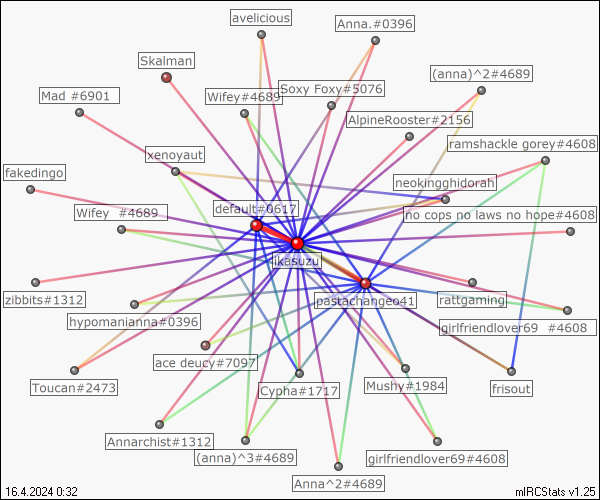 avelicious
Anna.#0396
Skalman
(anna)^2#4689
Mad #6901
Wifey#4689
Soxy Foxy#5076
AlpineRooster#2156
ramshackle gorey#4608
xenoyaut
fakedingo
neokingghidorah
default#0617
Wifey  #4689
no cops no laws no hope#4608
ikasuzu
zibbits#1312
pastachangeo41
rattgaming
hypomanianna#0396
girlfriendlover69  #4608
ace deucy#7097
Toucan#2473
Cypha#1717
Mushy#1984
frisout
Annarchist#1312
(anna)^3#4689
girlfriendlover69#4608
Anna^2#4689
16.4.2024 0:32
mIRCStats v1.25